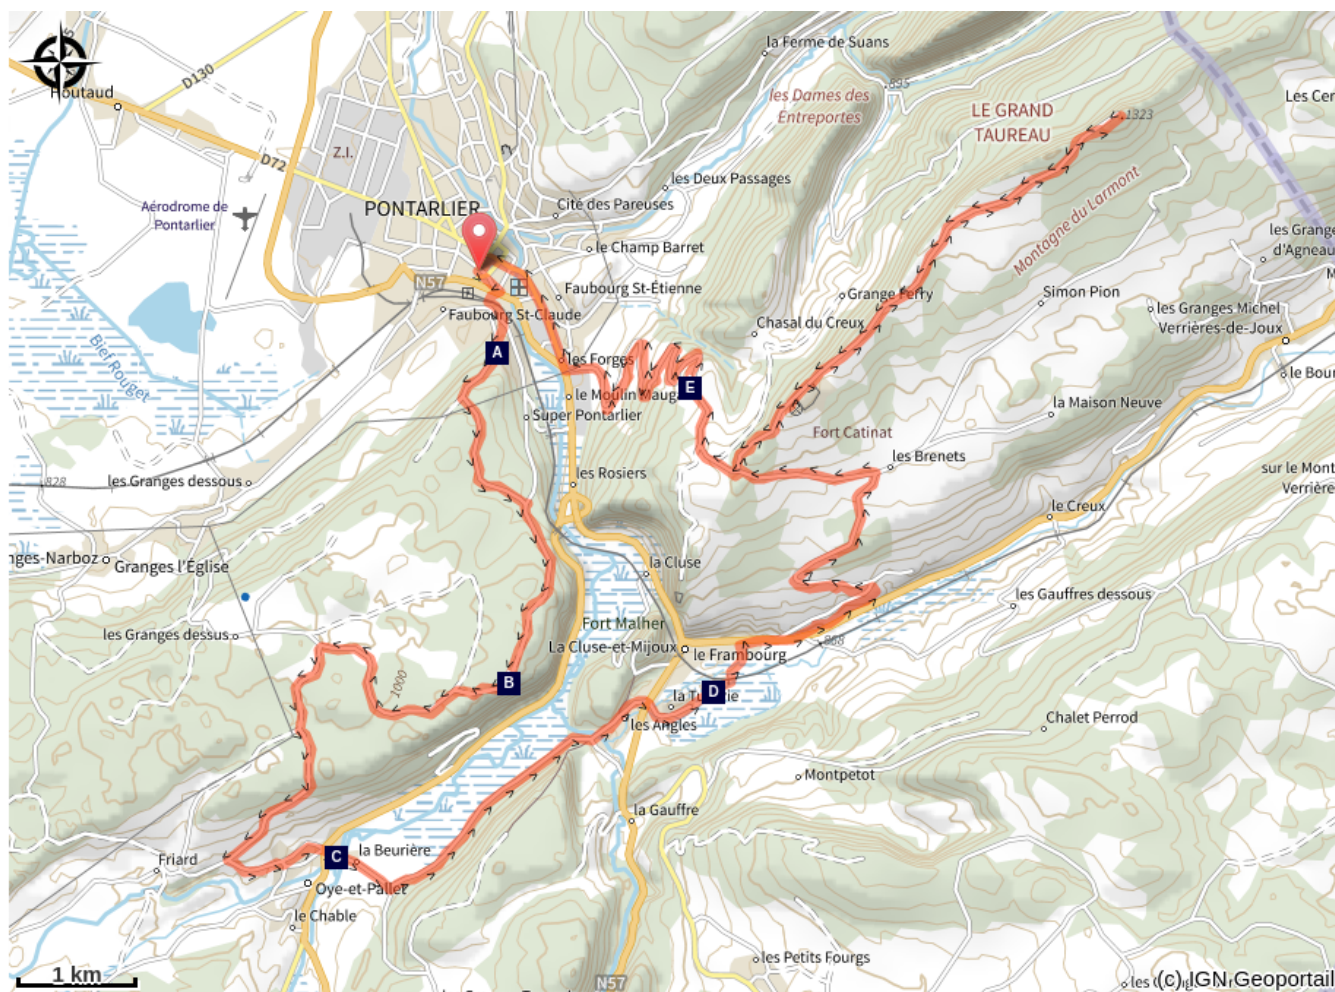 la Ferme de Suans
895
Houtaud
D130
les Dames des
Entreportes
LE GRAND
TAUREAU
1323
Les Cer
Z.I.
D72
les Deux Passages
Aérodrome de
Pontarlier
PONTARLIER
Cité des Pareuses
Montagne du Larmont
les Grange
d'Agneau
le Champ Barret
N57
Faubourg St-Étienne
Grange Ferry
Simon Pion
les Granges Michel
Verrières-de-Joux
Faubourg St-Claude
Chasal du Creux
A
Bief Rouget
les Forges
E
le Bour
le Moulin Mauga
Super Pontarlier
la Maison Neuve
Fort Catinat
les Brenets
828
les Granges dessous
les Rosiers
sur le Mont
Verrière
le Creux
nges-Narboz
Granges l'Église
la Cluse
les Gauffres dessous
Fort Malher
les Granges dessus
La Cluse-et-Mijoux
888
le Frambourg
1000
B
D
les Angles
Chalet Perrod
Montpetot
la Gauffre
C
la Beurière
Friard
Oye-et-Pallet
le Chable
1 km
les Petits Fourgs
N57
(c) IGN Geoportail